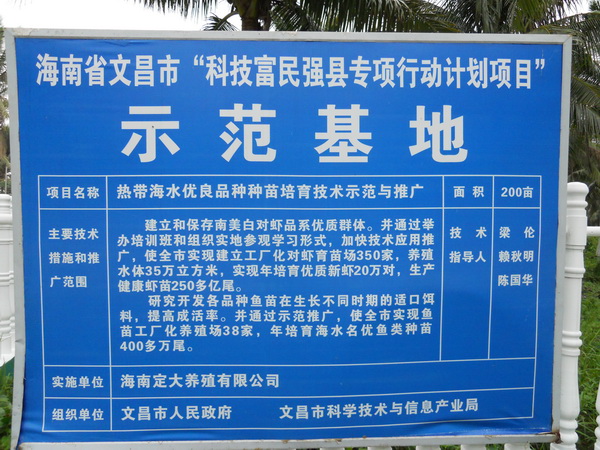 海南省文昌市“科技富民强县专项行动计划项目”
示范基地
项目名称 热带海水优良品种种苗培育技术示范与推广 面积 200亩
主要技术措施和推广范围
建立和保存南美白对虾品系优质群体。并通过举
办培训班和组织实地参观学习形式，加快技术应用推
广，使全市实现建立工厂化对虾育苗场350家，养殖
水体35万立方米，实现年培育优质新虾20万对，生产
健康虾苗250多亿尾。
研究开发各品种鱼苗在生长不同时期的适口饵
料，提高成活率。并通过示范推广，使全市实现鱼
苗工厂化养殖场38家，年培育海水名优鱼类种苗
400多万尾。
技术指导人
梁伦
赖秋明
陈国华
实施单位 海南定大养殖有限公司
组织单位 文昌市人民政府 文昌市科学技术与信息产业局